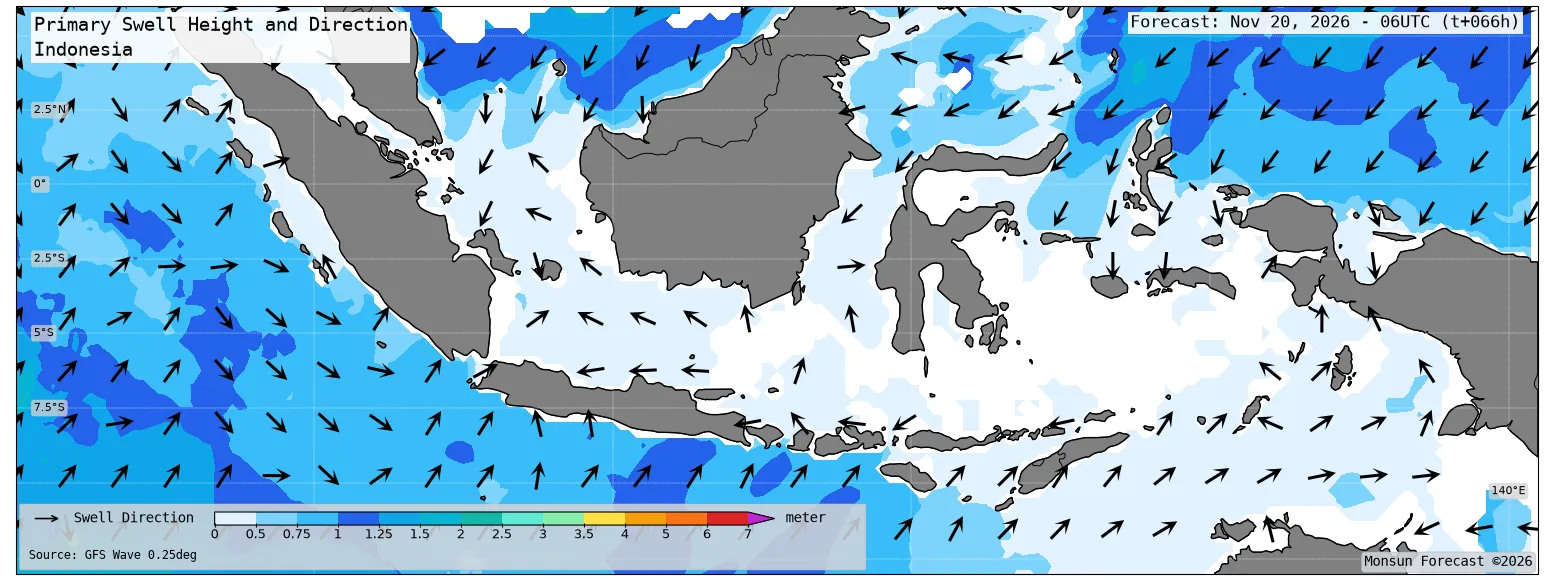 Primary Swell Height and Direction
Indonesia
Forecast: Nov 20, 2026 - 06UTC (t+066h)
2.5°N
0°
2.5°S
5°S
7.5°S
140°E
Swell Direction
meter
0 0.5 0.75 1 1.25 1.5 2 2.5 3 3.5 4 5 6 7
Source: GFS Wave 0.25deg
Monsun Forecast ©2026